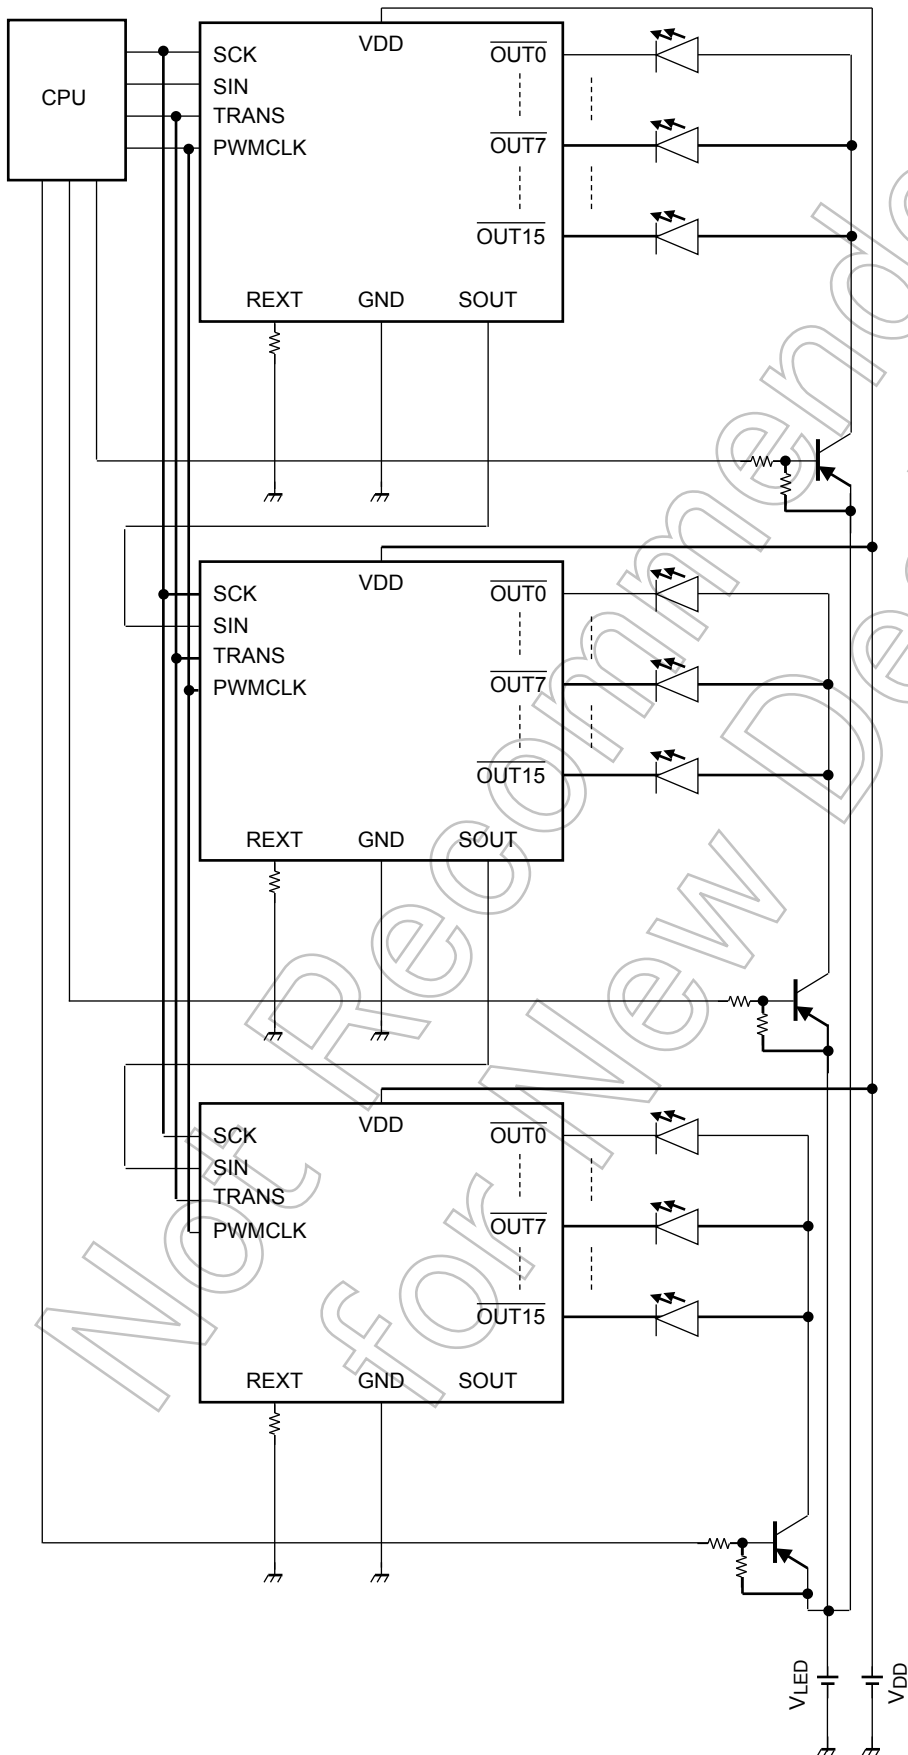 CPU
SCK
SIN
TRANS
PWMCLK
VDD
OUT0
OUT7
OUT15
REXT
GND
SOUT
SCK
SIN
TRANS
PWMCLK
VDD
OUT0
OUT7
OUT15
REXT
GND
SOUT
SCK
SIN
TRANS
PWMCLK
VDD
OUT0
OUT7
OUT15
REXT
GND
SOUT
VLED
VDD
Not Recommende
for New De